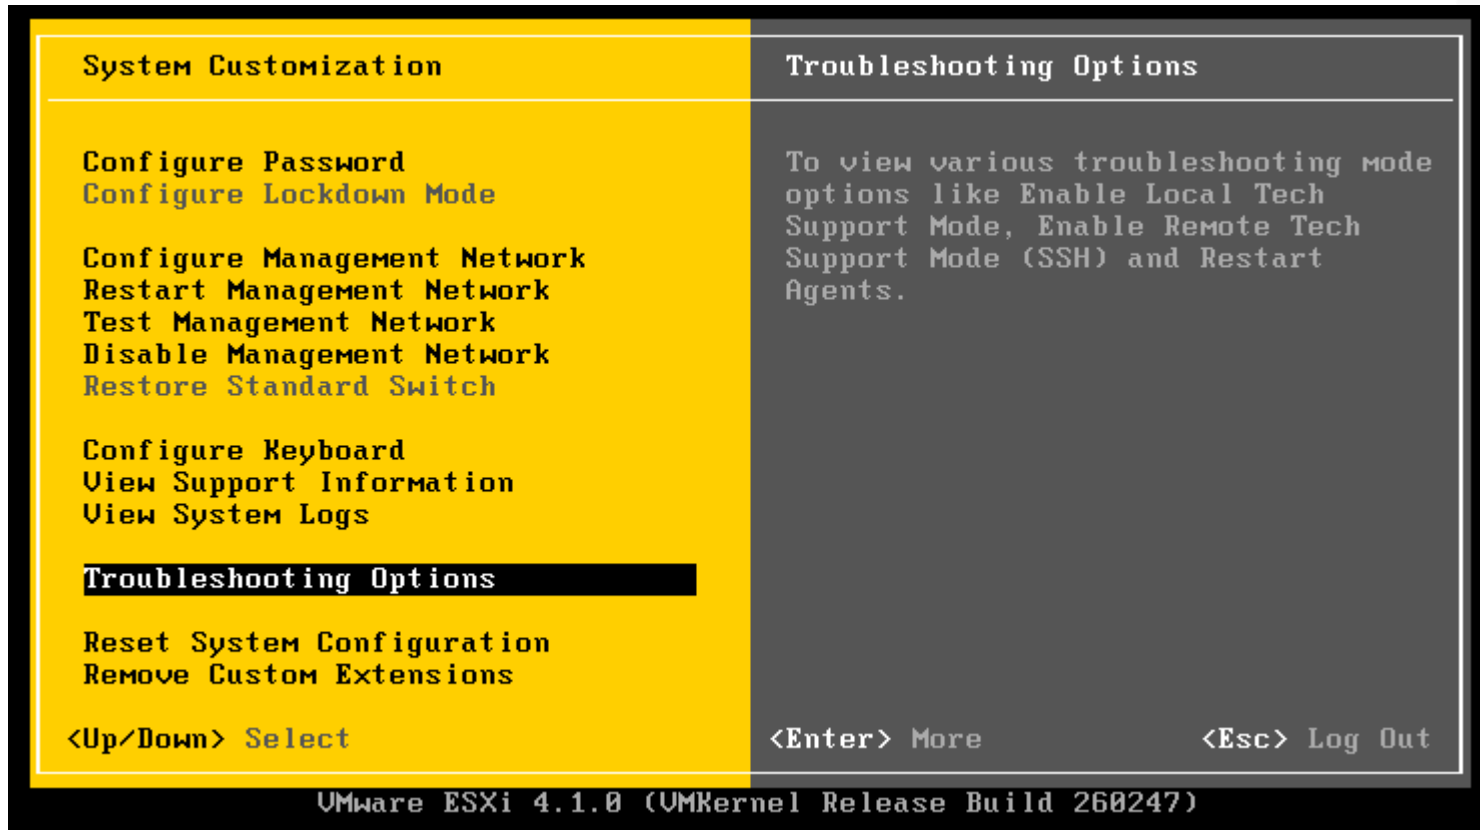 System Customization
Configure Password
Configure Lockdown Mode
Configure Management Network
Restart Management Network
Test Management Network
Disable Management Network
Restore Standard Switch
Configure Keyboard
View Support Information
View System Logs
Troubleshooting Options
Reset System Configuration
Remove Custom Extensions
<Up/Down> Select
Troubleshooting Options
To view various troubleshooting mode
options like Enable Local Tech
Support Mode, Enable Remote Tech
Support Mode (SSH) and Restart
Agents.
<Enter> More
<Esc> Log Out
VMware ESXi 4.1.0 (VMKernel Release Build 260247)